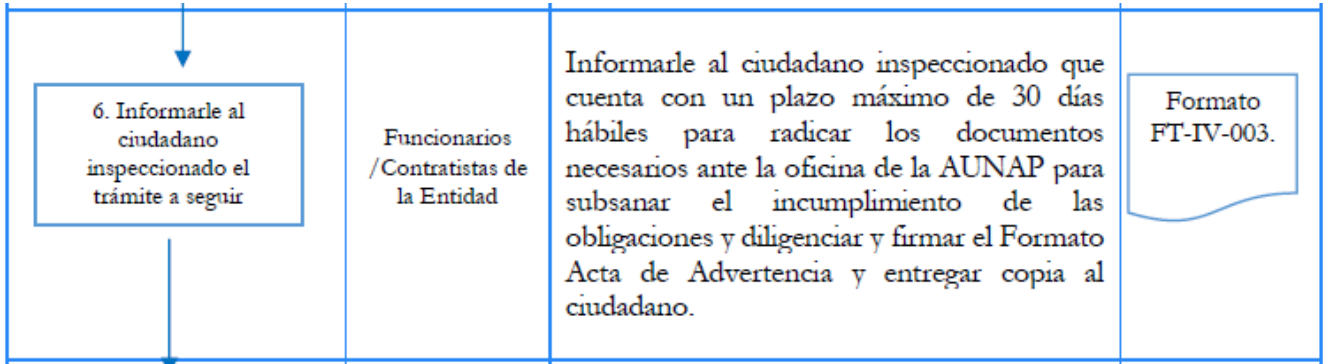 6. Informarle al
ciudadano
inspeccionado el
trámite a seguir
Funcionarios
/Contratistas de
la Entidad
Informarle al ciudadano inspeccionado que
cuenta con un plazo máximo de 30 días
hábiles para radicar los documentos
necesarios ante la oficina de la AUNAP para
subsanar el incumplimiento de las
obligaciones y diligenciar y firmar el Formato
Acta de Advertencia y entregar copia al
ciudadano.
Formato
FT-IV-003.